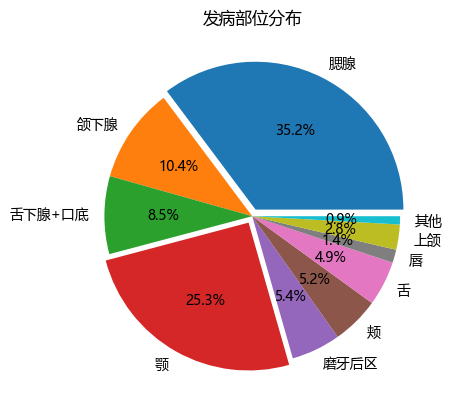 发病部位分布
腮腺
35.2%
颌下腺
10.4%
舌下腺+口底
8.5%
颚
25.3%
磨牙后区
5.4%
颊
5.2%
舌
4.9%
唇
1.4%
上颌
2.8%
其他
0.9%